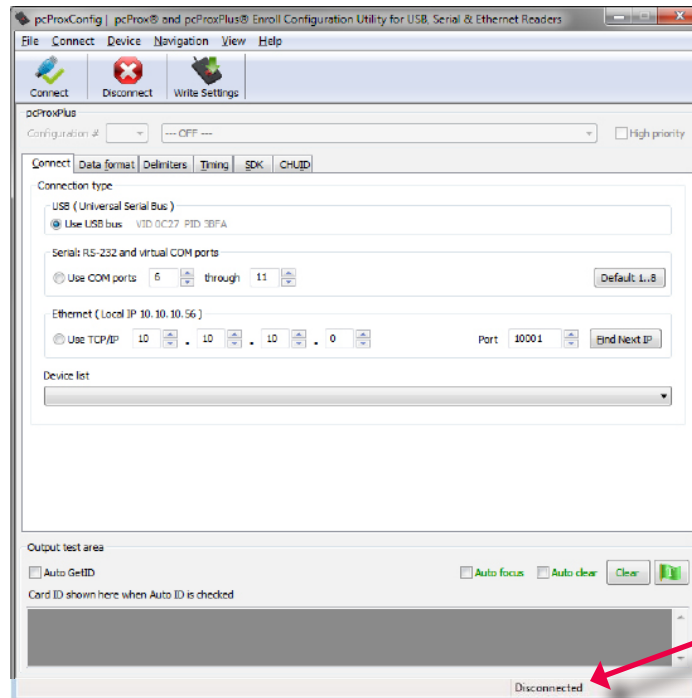 pcProxConfig | pcProx® and pcProxPlus® Enroll Configuration Utility for USB, Serial & Ethernet Readers
File Connect Device Navigation View Help
Connect Disconnect Write Settings
pcProxPlus
Configuration # --- OFF --- High priority
Connect Data format Delimiters Timing SDK CHUID
Connection type
USB ( Universal Serial Bus )
Use USB bus VID 0C27 PID 3BFA
Serial: RS-232 and virtual COM ports
Use COM ports 6 through 11 Default 1..8
Ethernet ( Local IP 10.10.10.56 )
Use TCP/IP 10 . 10 . 10 . 0 Port 10001 Find Next IP
Device list
Output test area
Auto GetID Auto focus Auto clear Clear
Card ID shown here when Auto ID is checked
Disconnected